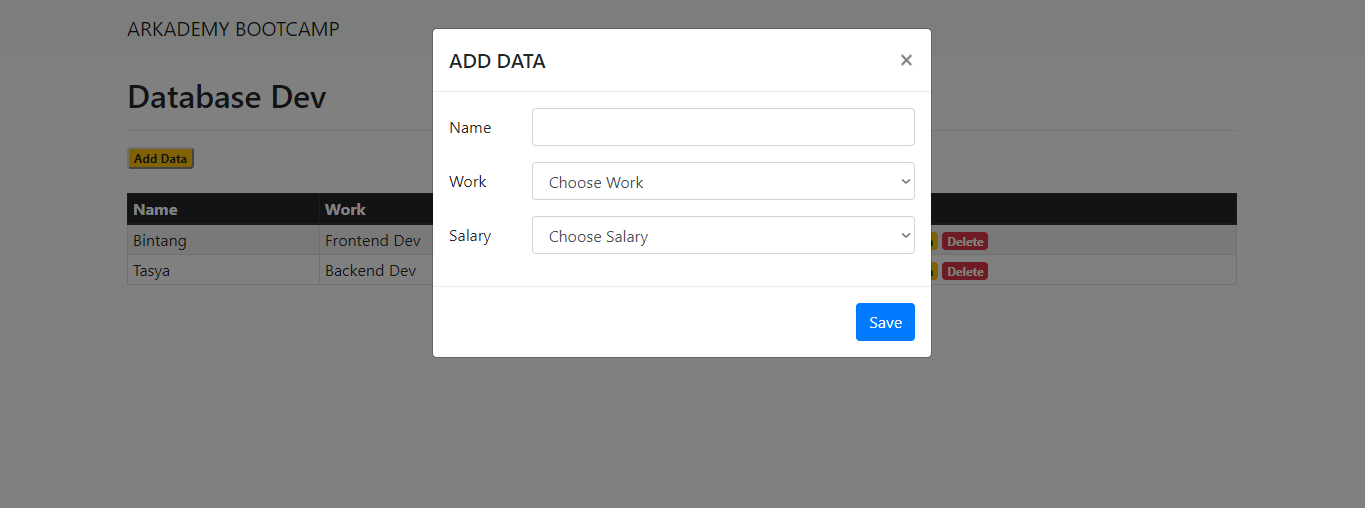 ARKADEMY BOOTCAMP
Database Dev
Add Data
Name Work
Bintang Frontend Dev Delete
Tasya Backend Dev Delete
ADD DATA ×
Name
Work Choose Work
Salary Choose Salary
Save